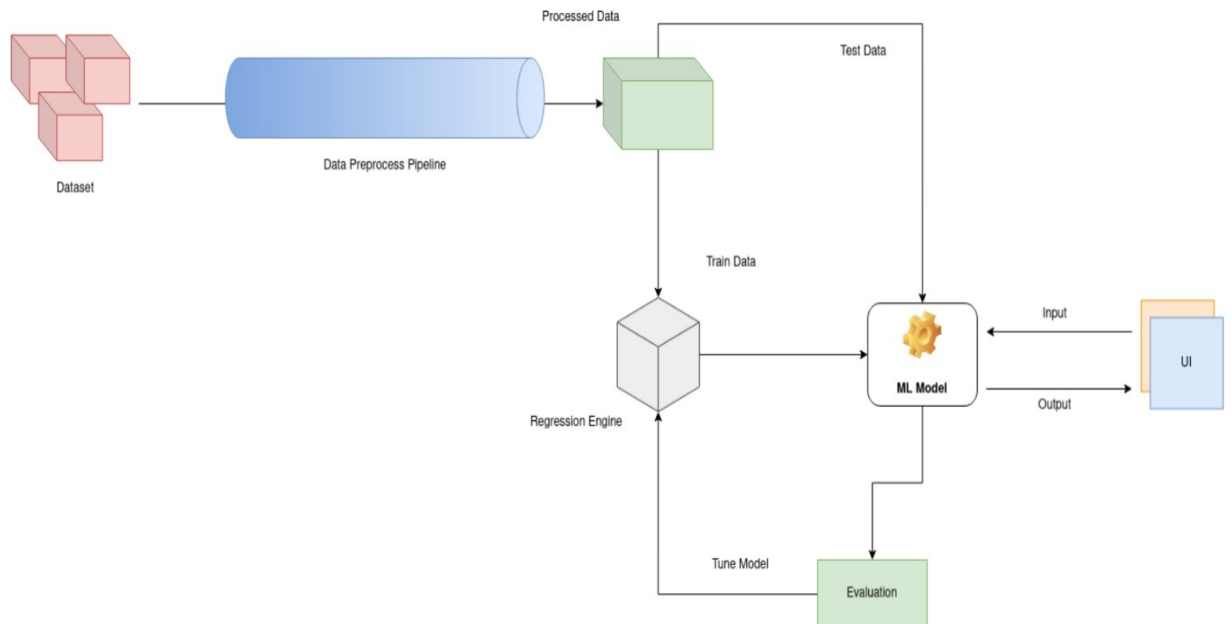 Processed Data
Test Data
Data Preprocess Pipeline
Dataset
Train Data
Input
UI
ML Model
Output
Regression Engine
Tune Model
Evaluation